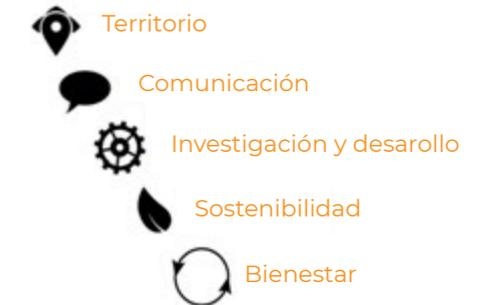 Territorio
Comunicación
Investigación y desarollo
Sostenibilidad
Bienestar